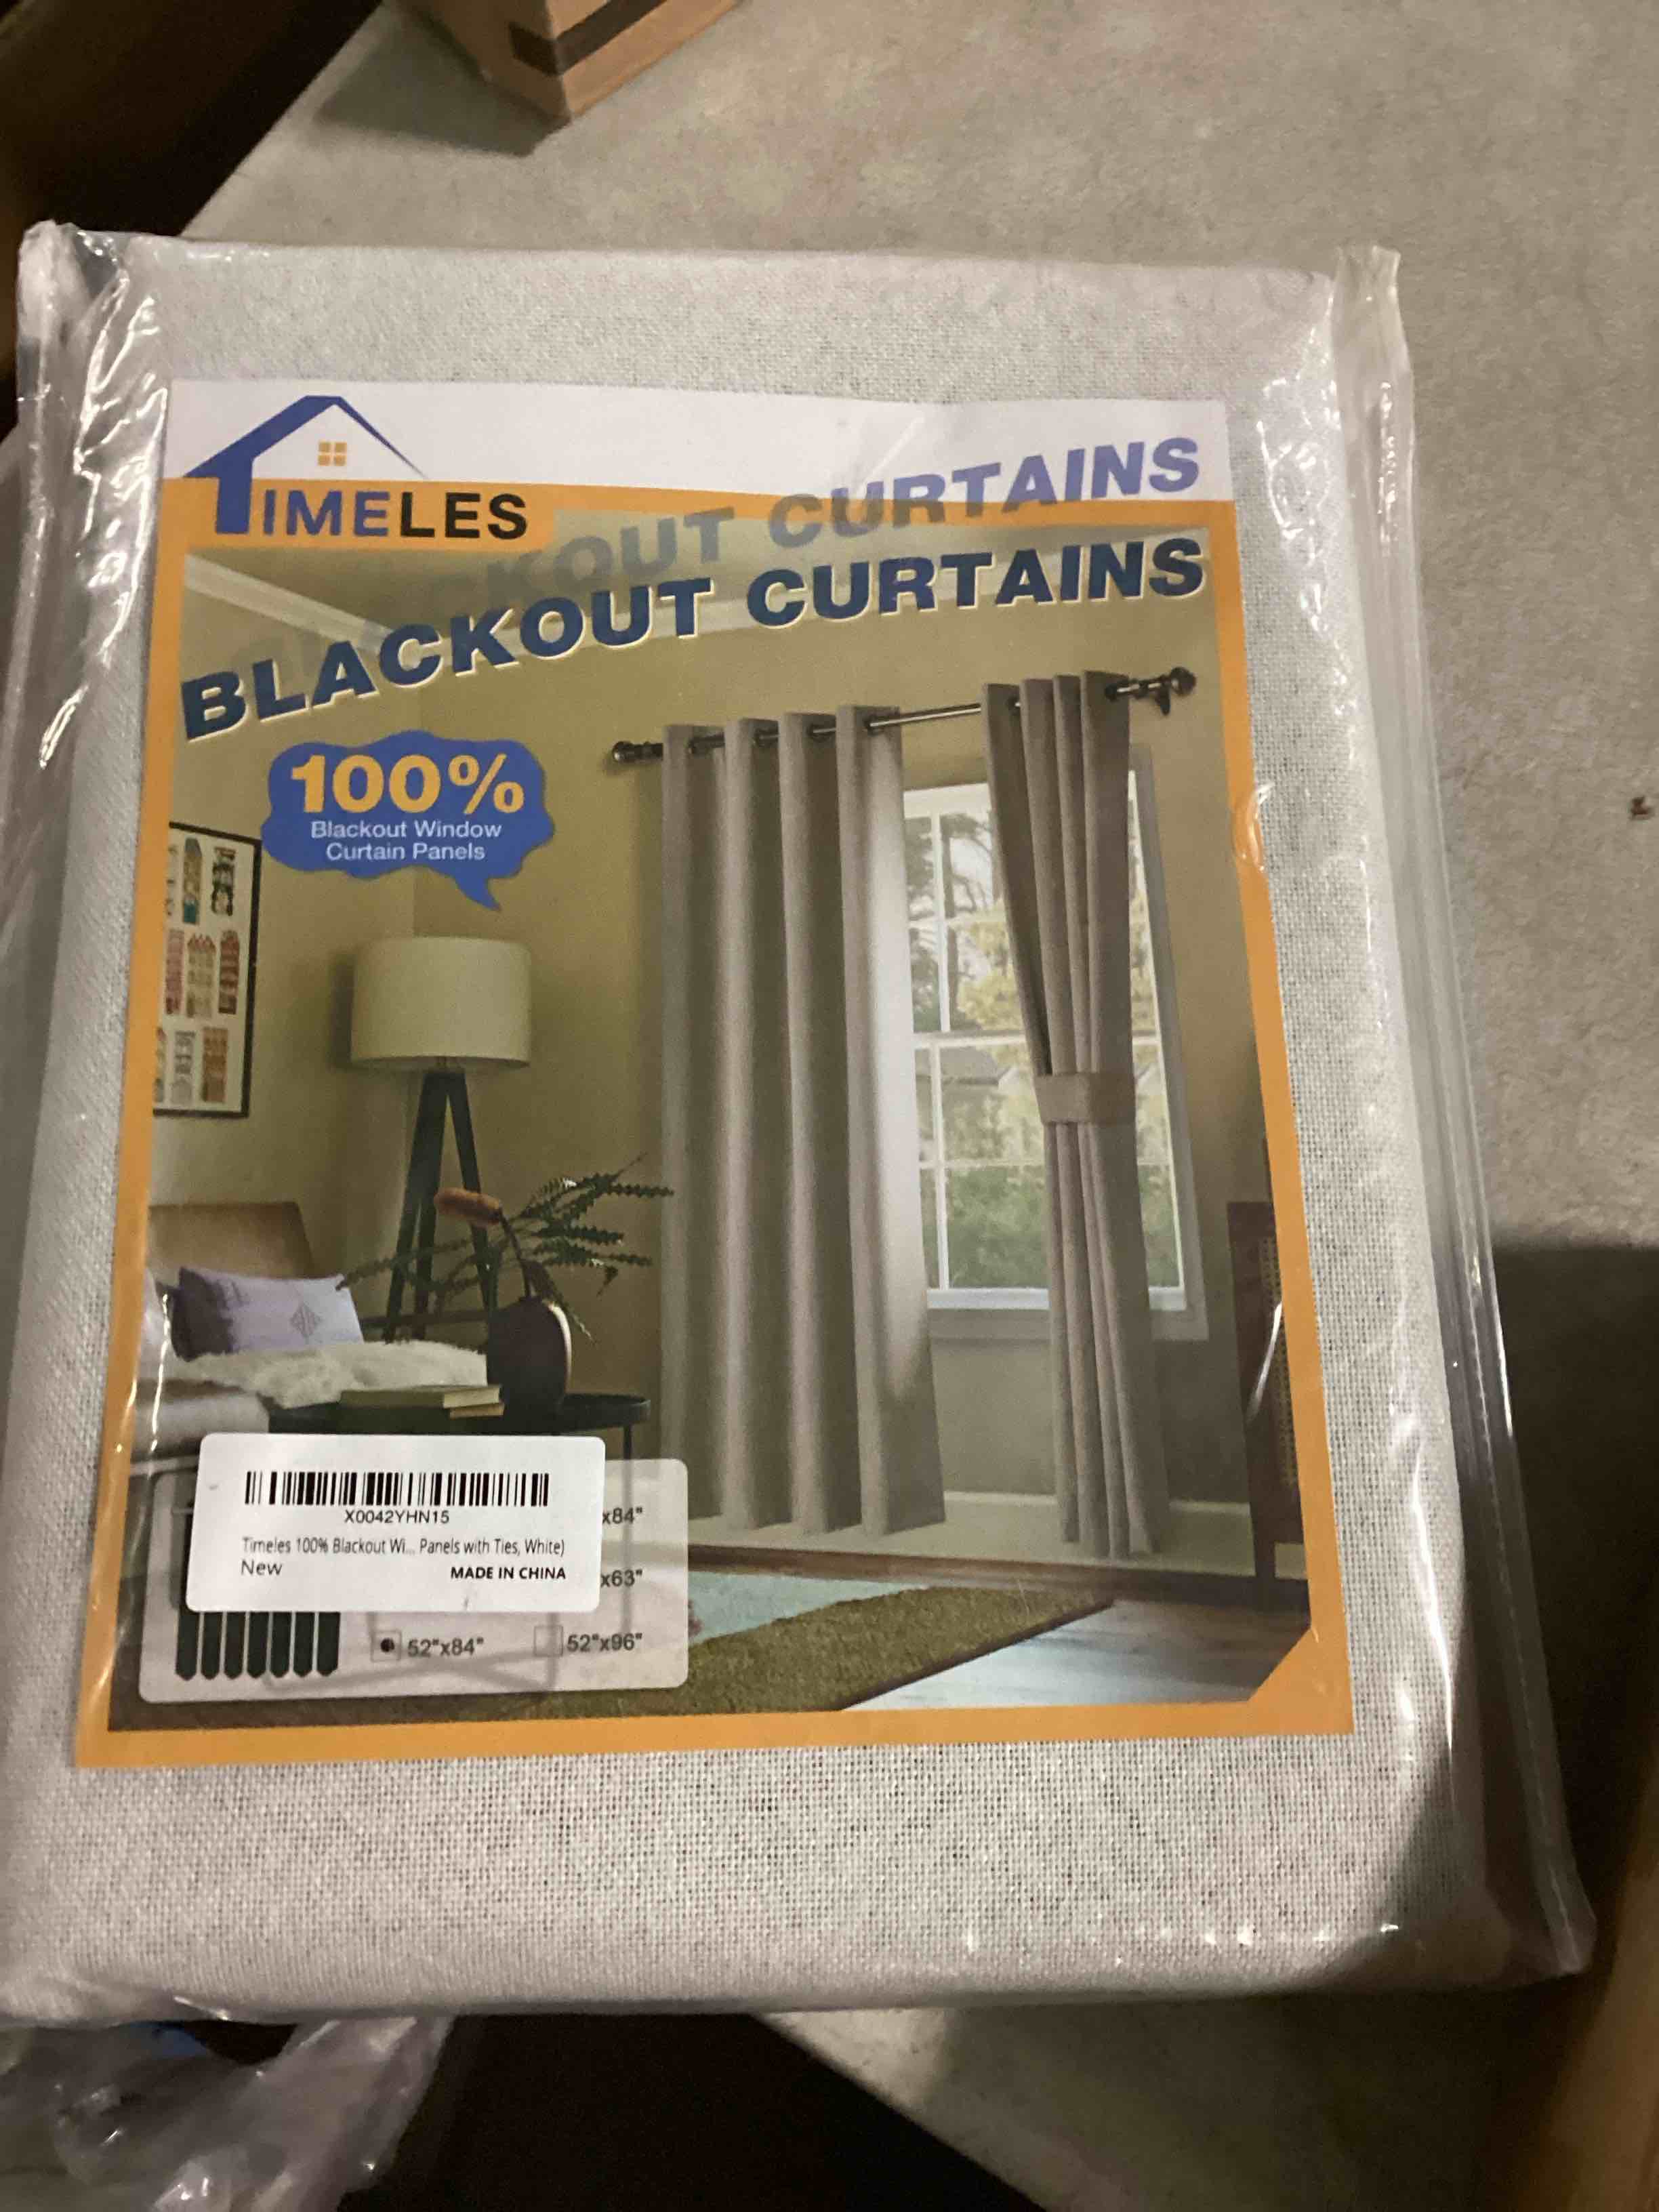 TIMELES
BLACKOUT CURTAINS
BLACKOUT CURTAINS
100%
Blackout Window
Curtain Panels
X0042YHN15
x84"
Timeles 100% Blackout Wi... Panels with Ties, White)
New
MADE IN CHINA
x63"
52"x84"
52"x96"